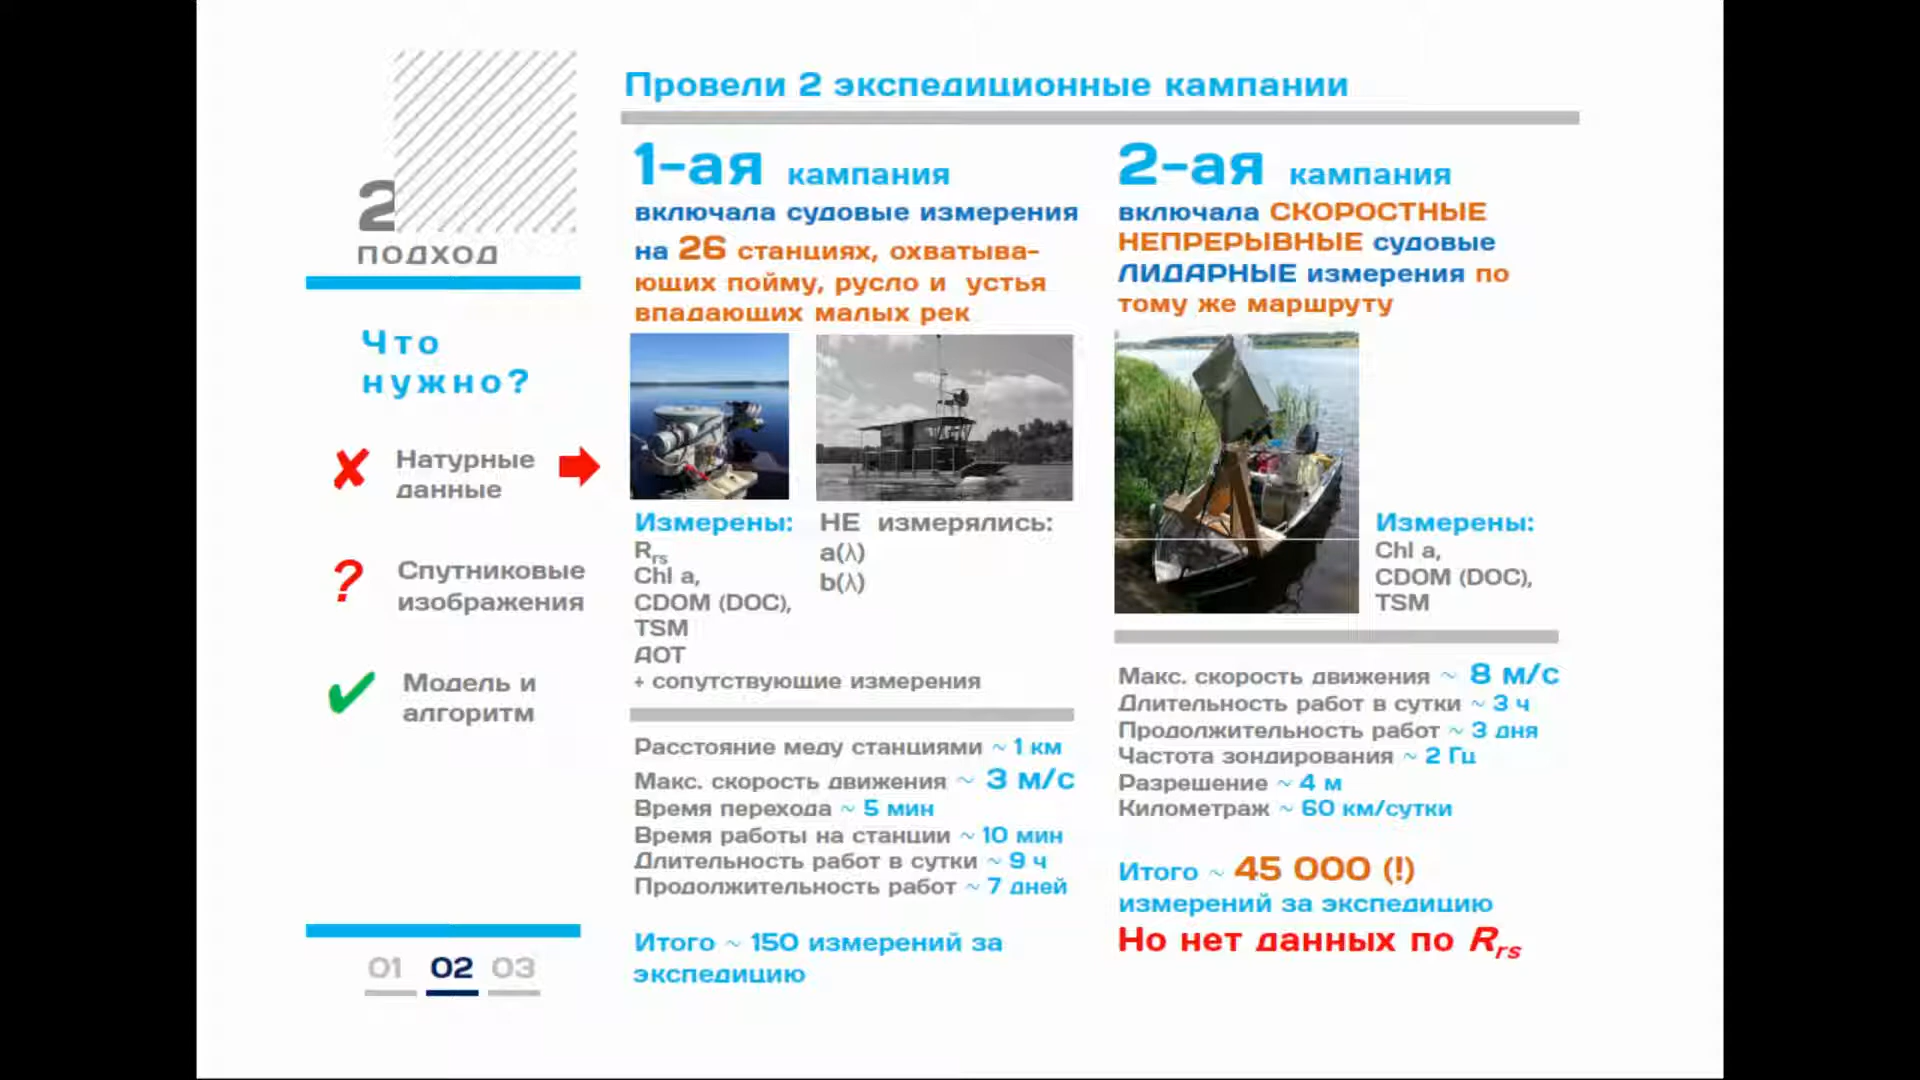 2
ПОДХОД
Что
нужно?
Натурные
данные
Спутниковые
изображения
Модель и
алгоритм
01 02 03
Провели 2 экспедиционные кампании
1-ая кампания
включала судовые измерения
на 26 станциях, охватыва-
ющих пойму, русло и устья
впадающих малых рек
Измерены:
Rrs
Chl a,
CDOM (DOC),
TSM
АОТ
+ сопутствующие измерения
НЕ измерялись:
a(λ)
b(λ)
Расстояние меду станциями ~ 1 км
Макс. скорость движения ~ 3 м/с
Время перехода ~ 5 мин
Время работы на станции ~ 10 мин
Длительность работ в сутки ~ 9 ч
Продолжительность работ ~ 7 дней
Итого ~ 150 измерений за
экспедицию
2-ая кампания
включала СКОРОСТНЫЕ
НЕПРЕРЫВНЫЕ судовые
ЛИДАРНЫЕ измерения по
тому же маршруту
Измерены:
Chl a,
CDOM (DOC),
TSM
Макс. скорость движения ~ 8 м/с
Длительность работ в сутки ~ 3 ч
Продолжительность работ ~ 3 дня
Частота зондирования ~ 2 Гц
Разрешение ~ 4 м
Километраж ~ 60 км/сутки
Итого ~ 45 000 (!)
измерений за экспедицию
Но нет данных по Rrs